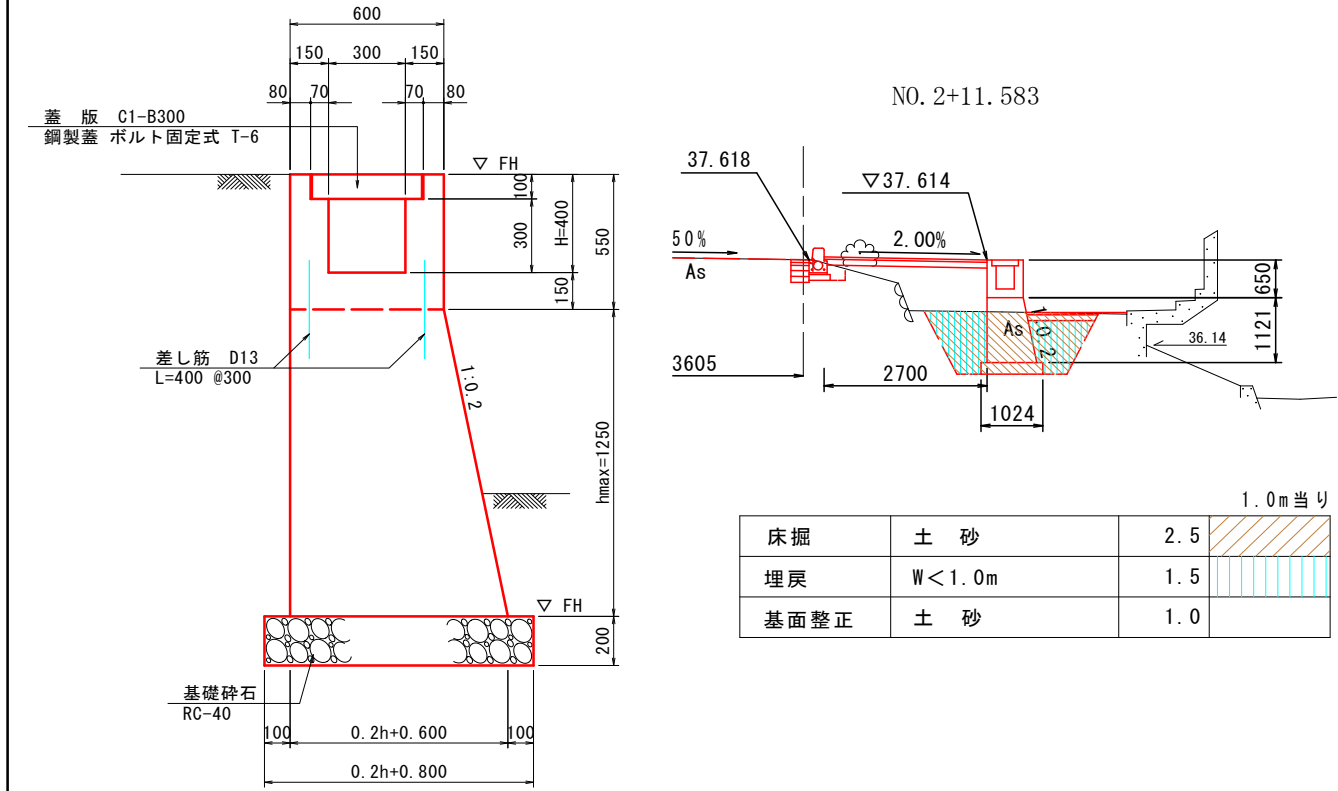 600
150 300 150
80 70 70 80
蓋 版 C1-B300
鋼製蓋 ボルト固定式 T-6
▽ FH
100
300
H=400
150
550
差し筋 D13
L=400 @300
1:0.2
hmax=1250
▽ FH
200
基礎砕石
RC-40
100 0.2h+0.600 100
0.2h+0.800
NO.2+11.583
37.618
▽37.614
50%
As
2.00%
650
1121
As
1:0.2
36.14
3605
2700
1024
1.0m当り
床掘 土 砂 2.5
埋戻 W<1.0m 1.5
基面整正 土 砂 1.0